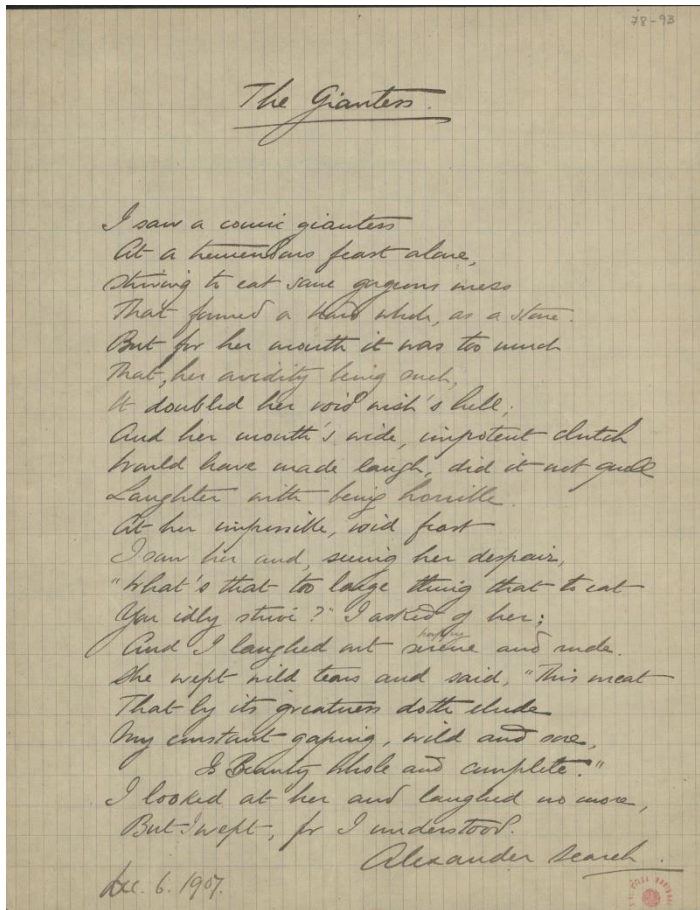 78-93
The Giantess.
I saw a comic giantess
At a tremendous feast alone,
Striving to eat some gorgeous mess
That formed a hard whole, as a stone.
But for her mouth it was too much
That, her avidity being such,
It doubled her void wish's hell;
And her mouth's wide, impotent clutch
Would have made laugh, did it not quell
Laughter with being horrible.
At her impossible, void feast
I saw her and, seeing her despair,
"What's that too large thing that to eat
You idly strive?" I asked of her;
happy
And I laughed out serene and rude.
She wept wild tears and said, "This meat
That by its greatness doth elude
My constant gaping, wild and sore,
Is Beauty whole and complete."
I looked at her and laughed no more,
But I wept, for I understood.
Alexander Search.
Dec. 6. 1907.